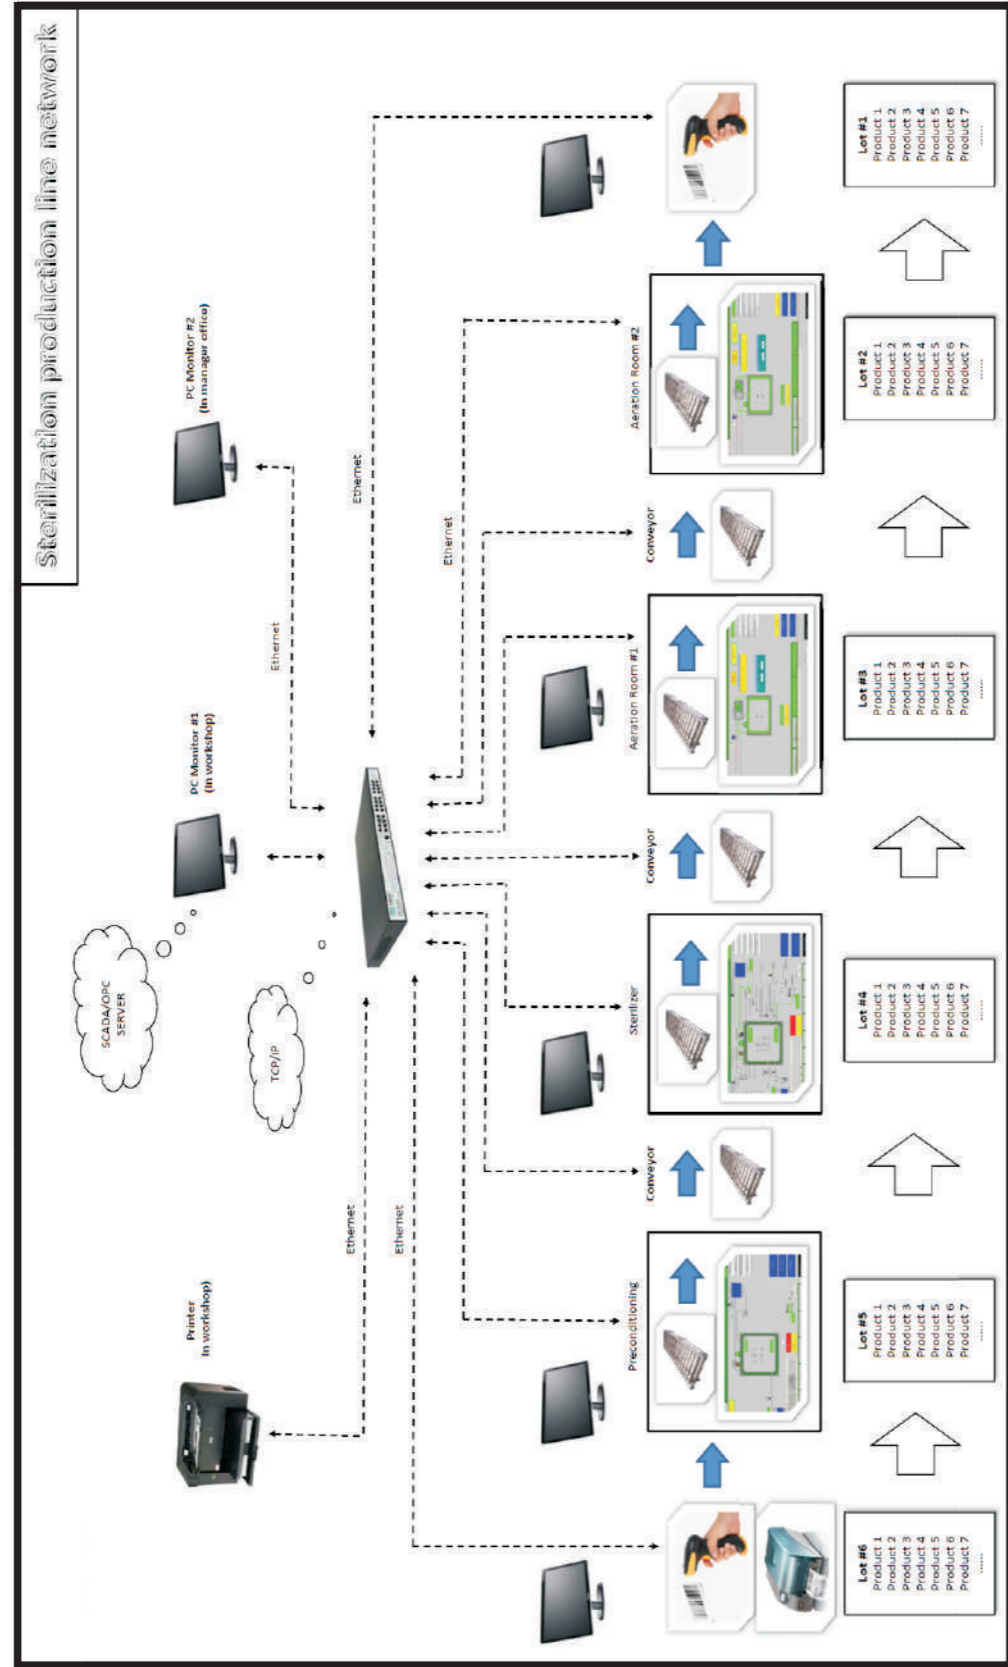 Sterilization production line network
Printer
In workshop)
SCADA/OPC
SERVER
PC Monitor #1
(In workshop)
PC Monitor #2
(In manager office)
TCP/IP
Ethernet
Ethernet
Ethernet
Ethernet
Ethernet
Preconditioning
Conveyor
Sterilizer
Conveyor
Aeration Room #1
Conveyor
Aeration Room #2
Lot #6
Product 1
Product 2
Product 3
Product 4
Product 5
Product 6
Product 7
......
Lot #5
Product 1
Product 2
Product 3
Product 4
Product 5
Product 6
Product 7
......
Lot #4
Product 1
Product 2
Product 3
Product 4
Product 5
Product 6
Product 7
......
Lot #3
Product 1
Product 2
Product 3
Product 4
Product 5
Product 6
Product 7
......
Lot #2
Product 1
Product 2
Product 3
Product 4
Product 5
Product 6
Product 7
......
Lot #1
Product 1
Product 2
Product 3
Product 4
Product 5
Product 6
Product 7
......